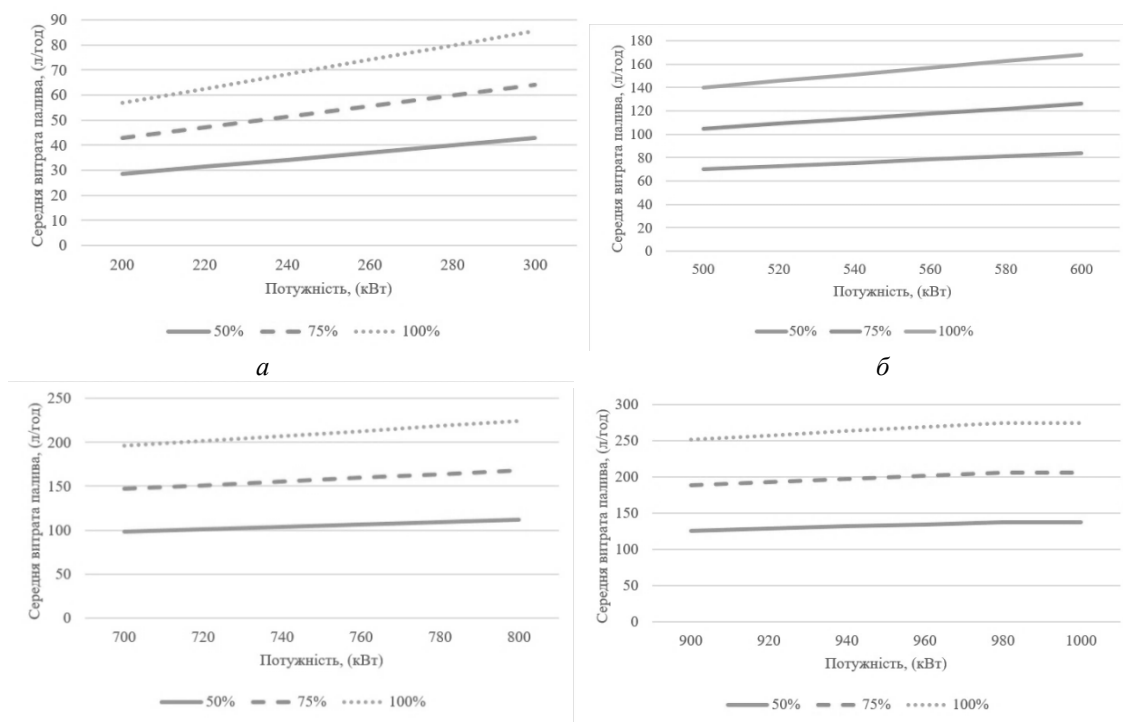 Середня витрата палива, (л/год)
90
80
70
60
50
40
30
20
10
0
200 220 240 260 280 300
Потужність, (кВт)
50% 75% 100%
а
Середня витрата палива, (л/год)
180
160
140
120
100
80
60
40
20
0
500 520 540 560 580 600
Потужність, (кВт)
50% 75% 100%
б
Середня витрата палива, (л/год)
250
200
150
100
50
0
700 720 740 760 780 800
Потужність, (кВт)
50% 75% 100%
Середня витрата палива, (л/год)
300
250
200
150
100
50
0
900 920 940 960 980 1000
Потужність, (кВт)
50% 75% 100%